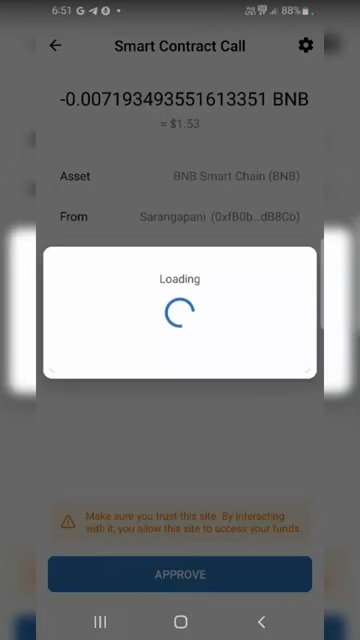 6:51
88%
Smart Contract Call
-0.007193493551613351 BNB
≈ $1.53
Asset BNB Smart Chain (BNB)
From Sarangapani (0xfB0b...dB8Cb)
Loading
Make sure you trust this site. By interacting
with it, you allow this site to access your funds.
APPROVE